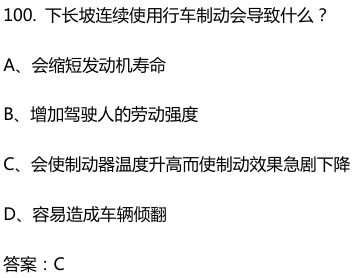 100. 下长坡连续使用行车制动会导致什么？
A、会缩短发动机寿命
B、增加驾驶人的劳动强度
C、会使制动器温度升高而使制动效果急剧下降
D、容易造成车辆倾翻
答案：C